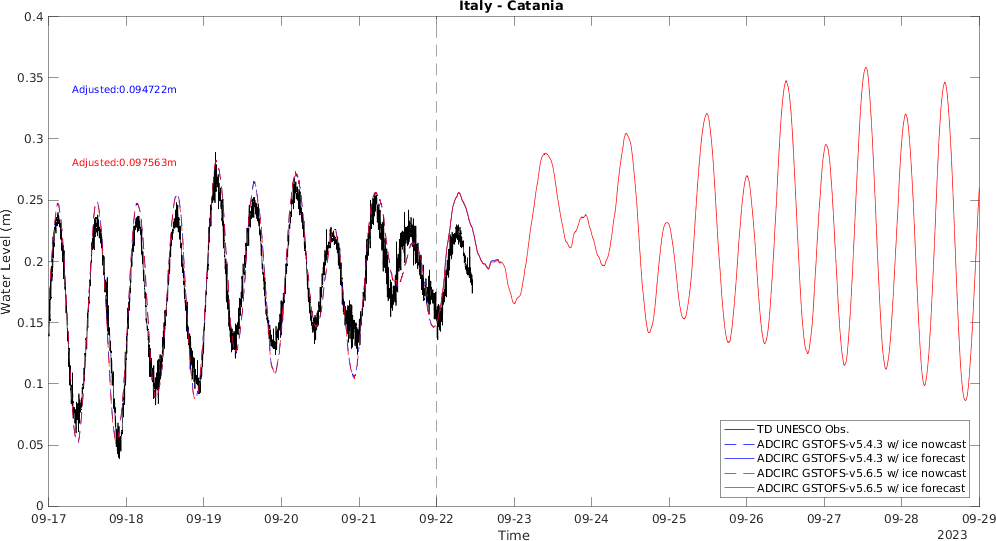 Italy - Catania
0.4
0.35
0.3
0.25
0.2
0.15
0.1
0.05
0
Water Level (m)
Adjusted:0.094722m
Adjusted:0.097563m
TD UNESCO Obs.
ADCIRC GSTOFS-v5.4.3 w/ ice nowcast
ADCIRC GSTOFS-v5.4.3 w/ ice forecast
ADCIRC GSTOFS-v5.6.5 w/ ice nowcast
ADCIRC GSTOFS-v5.6.5 w/ ice forecast
09-17 09-18 09-19 09-20 09-21 09-22 09-23 09-24 09-25 09-26 09-27 09-28 09-29
Time
2023